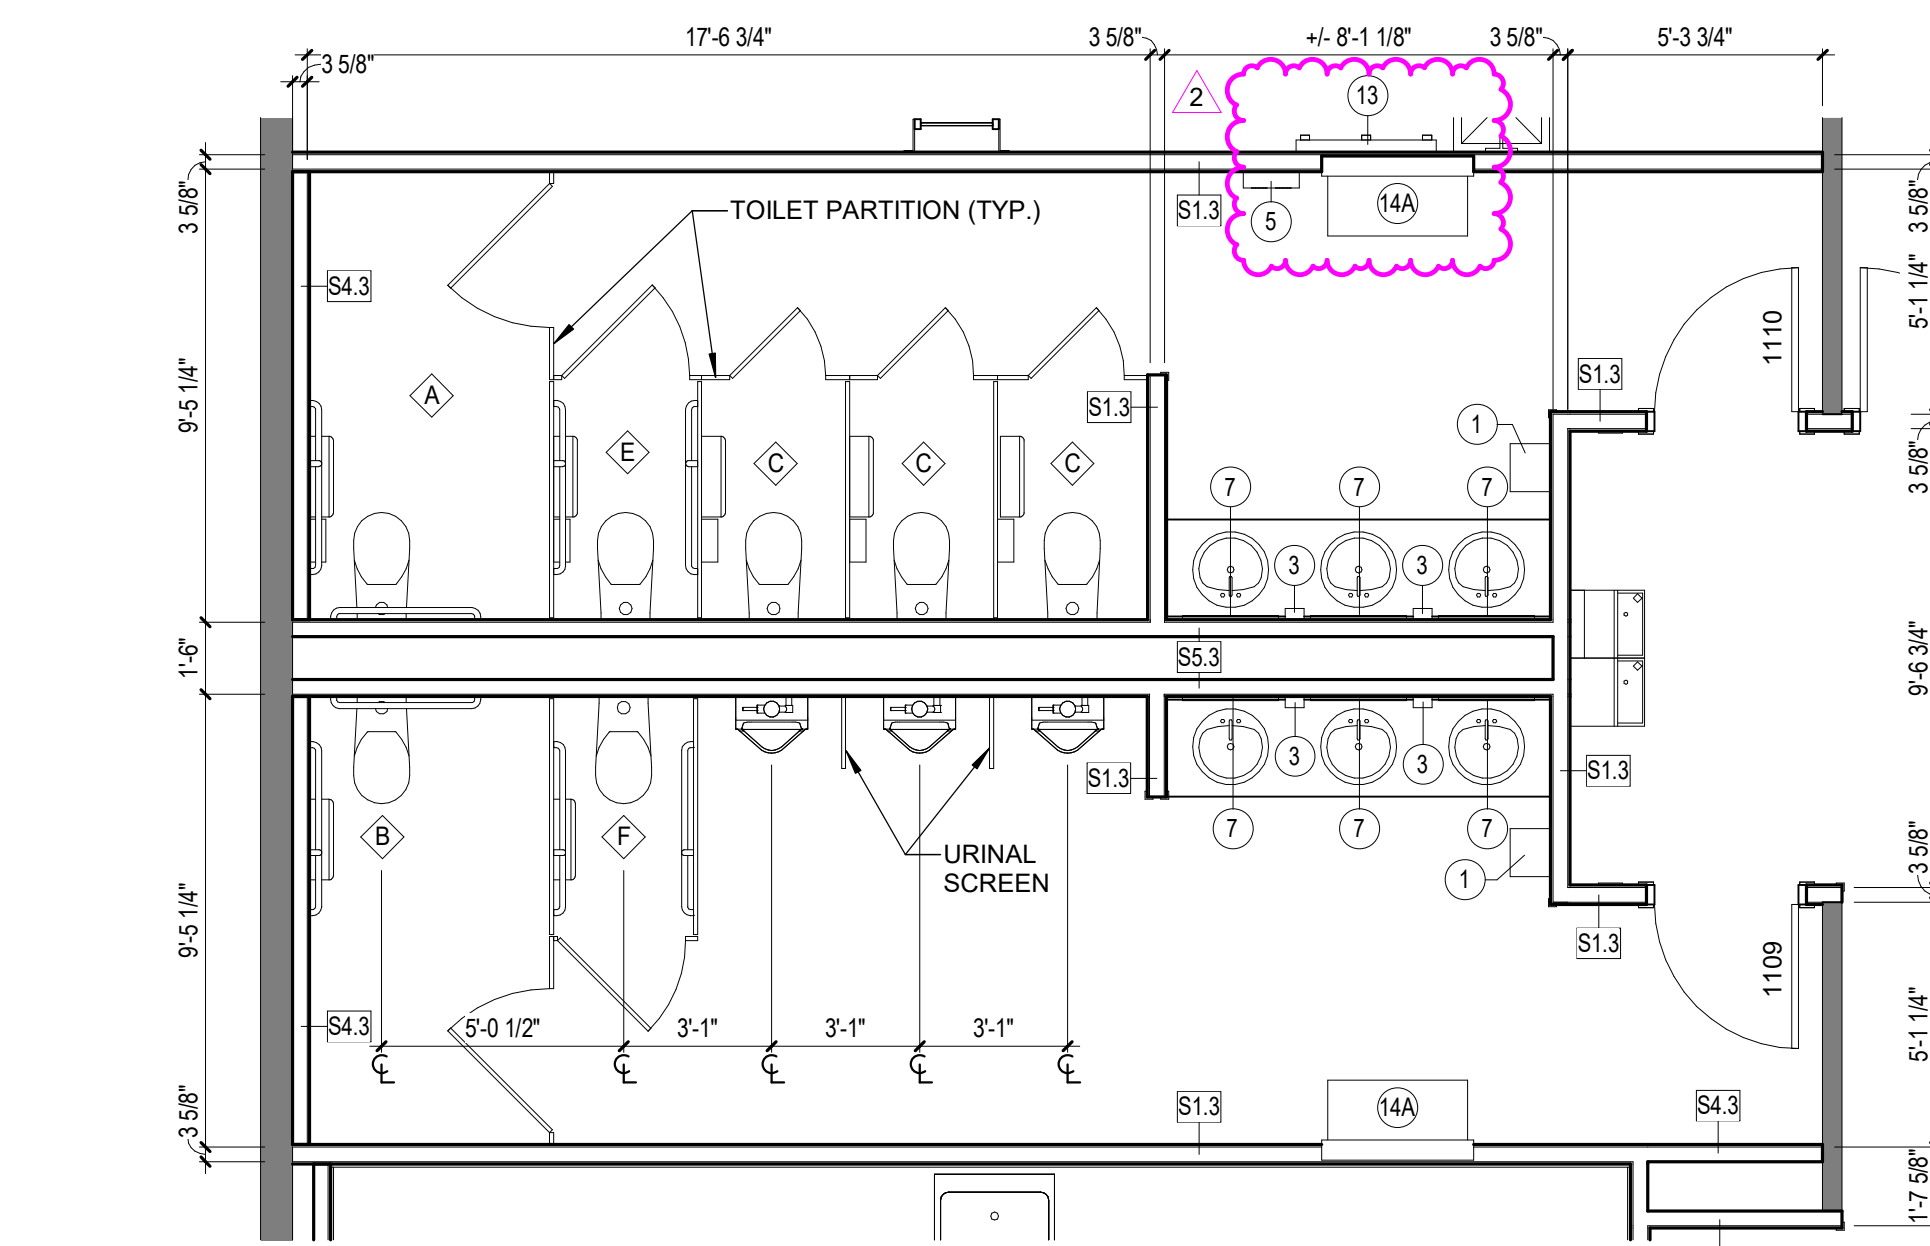 17'-6 3/4"
3 5/8"
+/- 8'-1 1/8"
3 5/8"
5'-3 3/4"
3 5/8"
2
13
3 5/8"
TOILET PARTITION (TYP.)
S1.3
5
14A
3 5/8"
S4.3
5'-1 1/4"
1110
9'-5 1/4"
A
S1.3
S1.3
1
E
C
C
C
3 5/8"
7
7
7
3
3
1'-6"
S5.3
9'-6 3/4"
3
3
S1.3
S1.3
B
F
7
7
7
URINAL
SCREEN
1
3 5/8"
9'-5 1/4"
S1.3
1109
S4.3
5'-0 1/2"
3'-1"
3'-1"
3'-1"
5'-1 1/4"
CL
CL
CL
CL
3 5/8"
S1.3
14A
S4.3
1'-7 5/8"